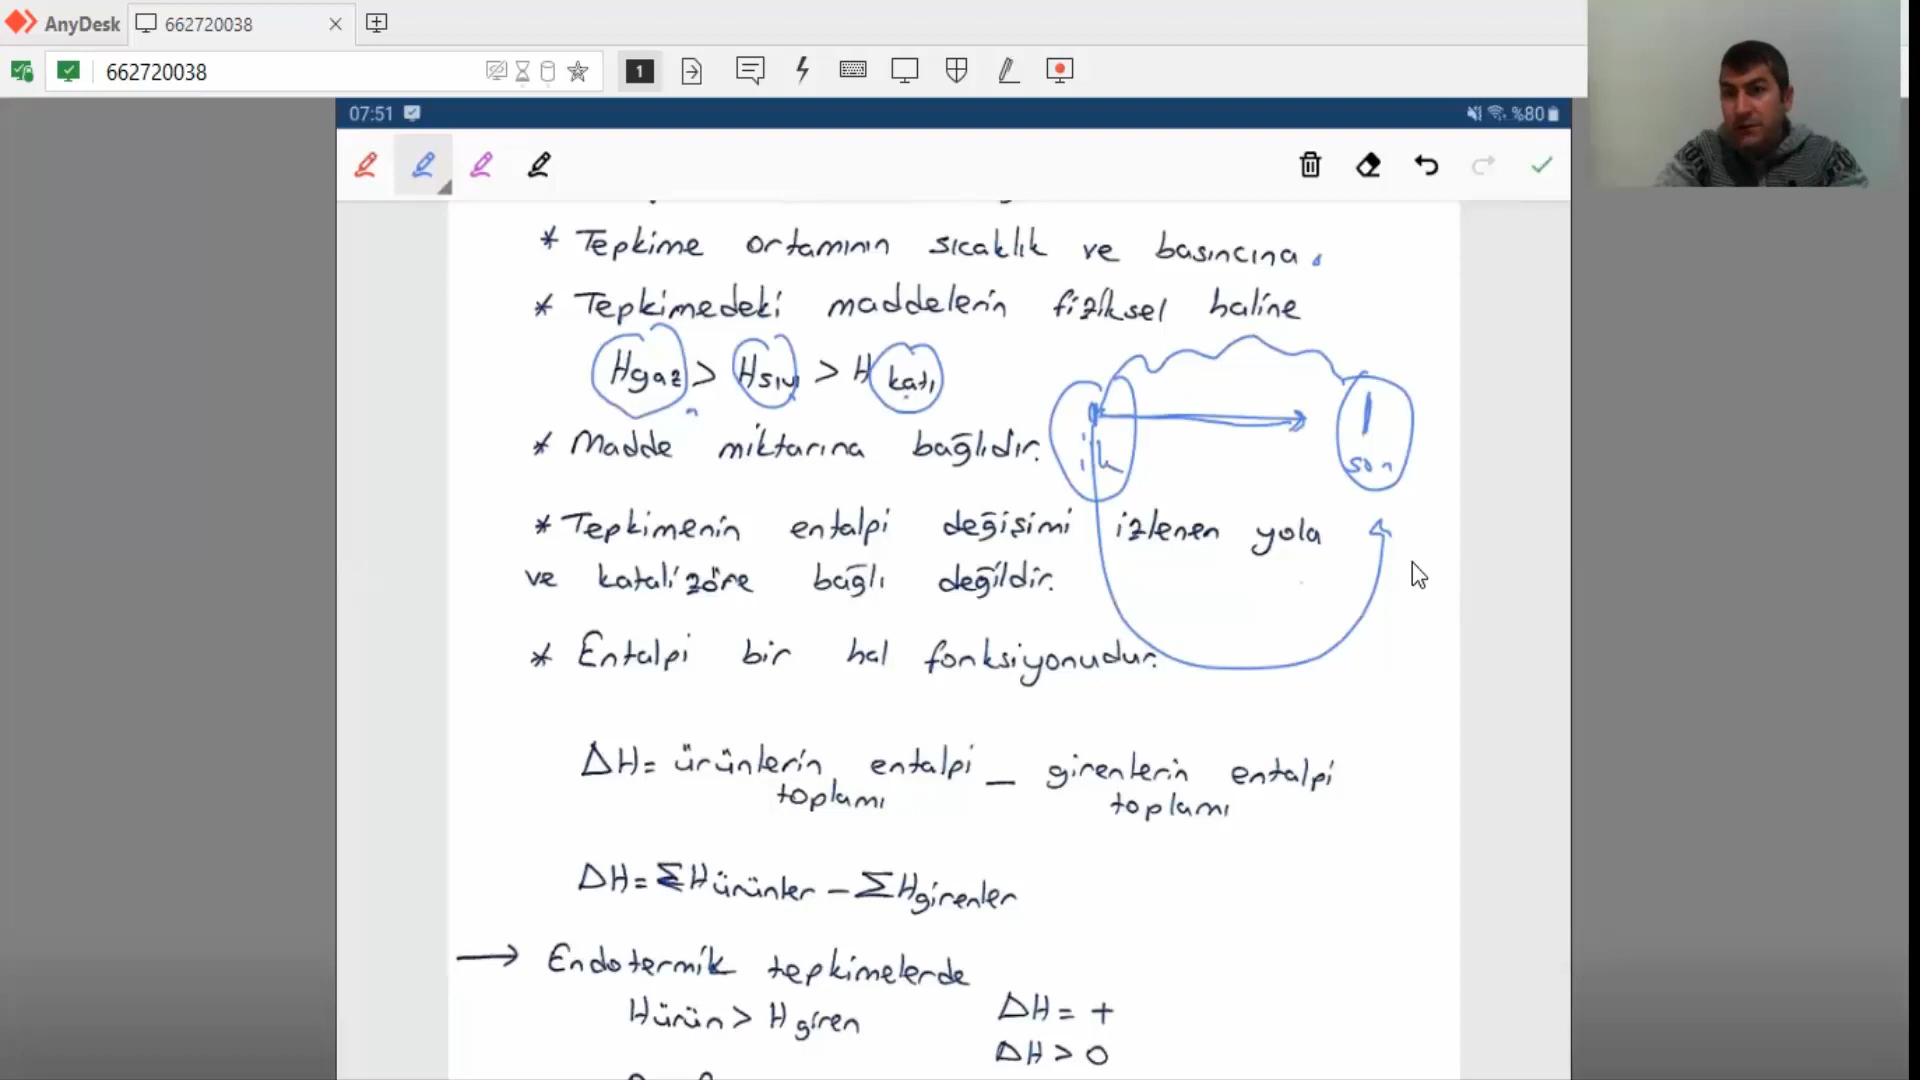 AnyDesk
662720038
662720038
1
07:51
%80
* Tepkime ortamının sıcaklık ve basıncına.
* Tepkimedeki maddelerin fiziksel haline
Hgaz > Hsıvı > Hkatı
* Madde miktarına bağlıdır.
ilk
son
* Tepkimenin entalpi değişimi izlenen yola
ve katalizöre bağlı değildir.
* Entalpi bir hal fonksiyonudur.
ΔH = ürünlerin entalpi toplamı – girenlerin entalpi toplamı
ΔH = ΣHürünler – ΣHgirenler
→ Endotermik tepkimelerde
Hürün > Hgiren
ΔH = +
ΔH > 0